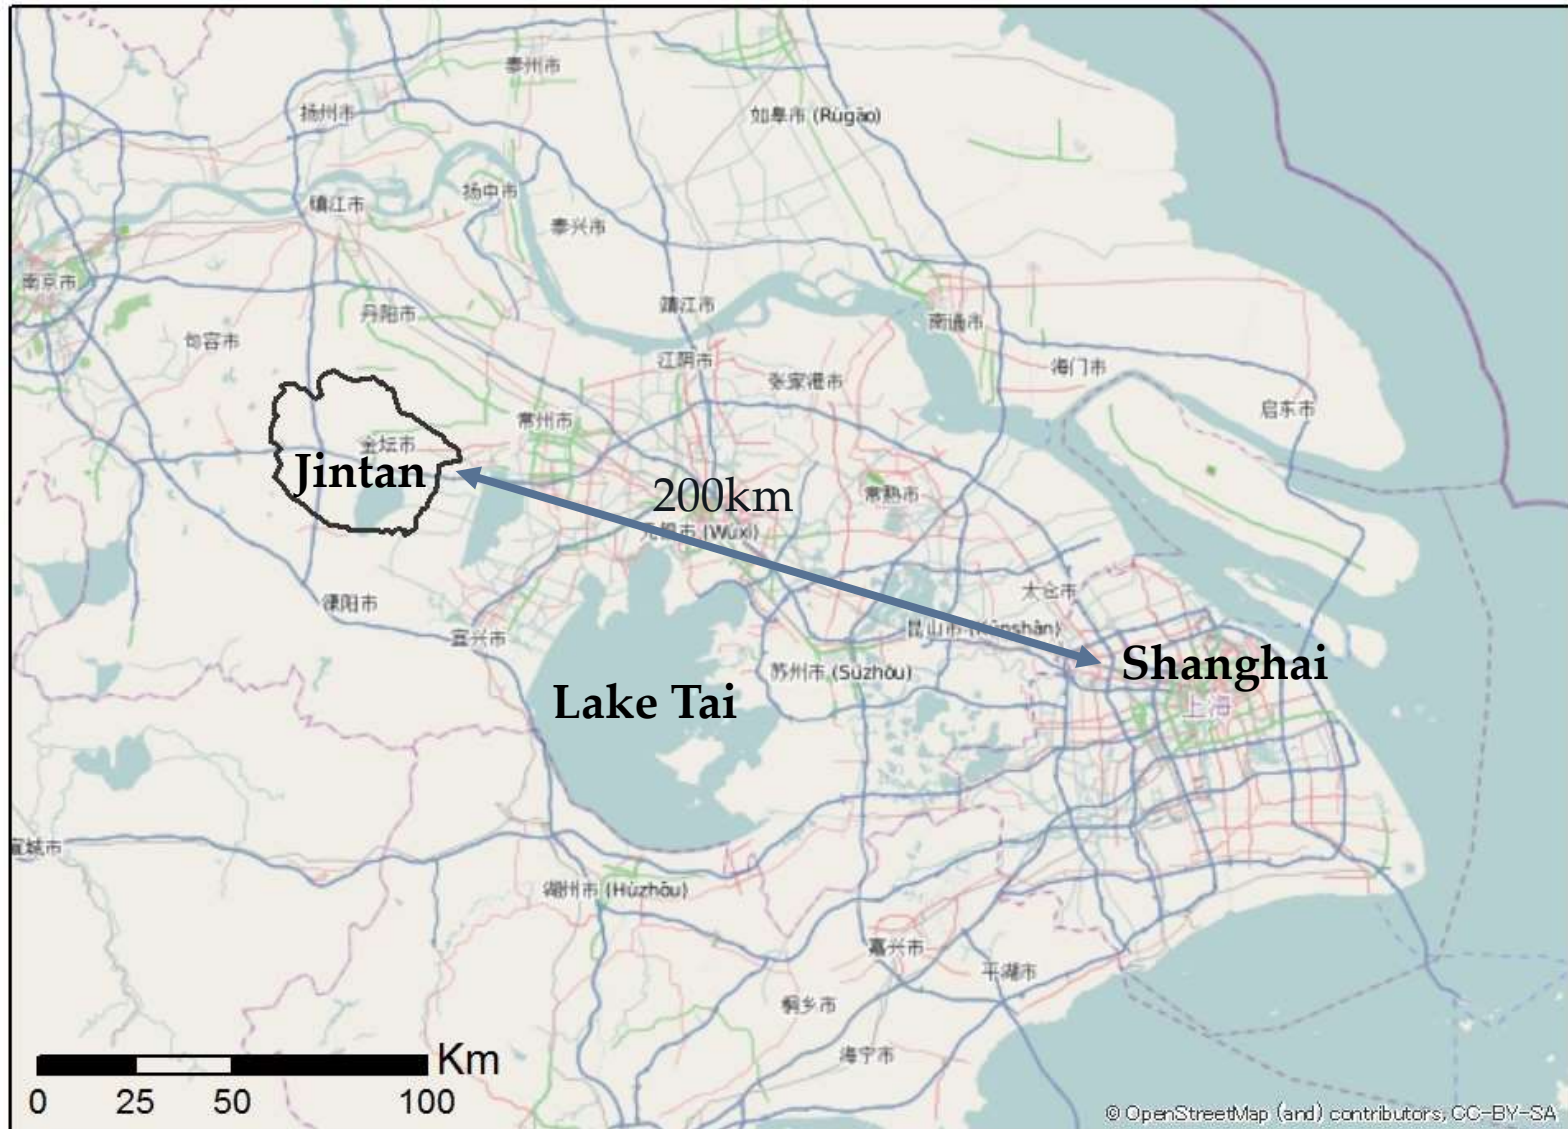 泰州市
扬州市
如皋市 (Rúgāo)
镇江市
扬中市
泰兴市
南京市
靖江市
丹阳市
南通市
句容市
江阴市
海门市
张家港市
启东市
常州市
金坛市
Jintan
200km
常熟市
无锡市 (Wúxī)
太仓市
溧阳市
宜兴市
昆山市 (Kūnshān)
苏州市 (Sūzhōu)
Shanghai
Lake Tai
上海
宣城市
湖州市 (Húzhōu)
嘉兴市
平湖市
桐乡市
海宁市
Km
0 25 50 100
© OpenStreetMap (and) contributors, CC-BY-SA